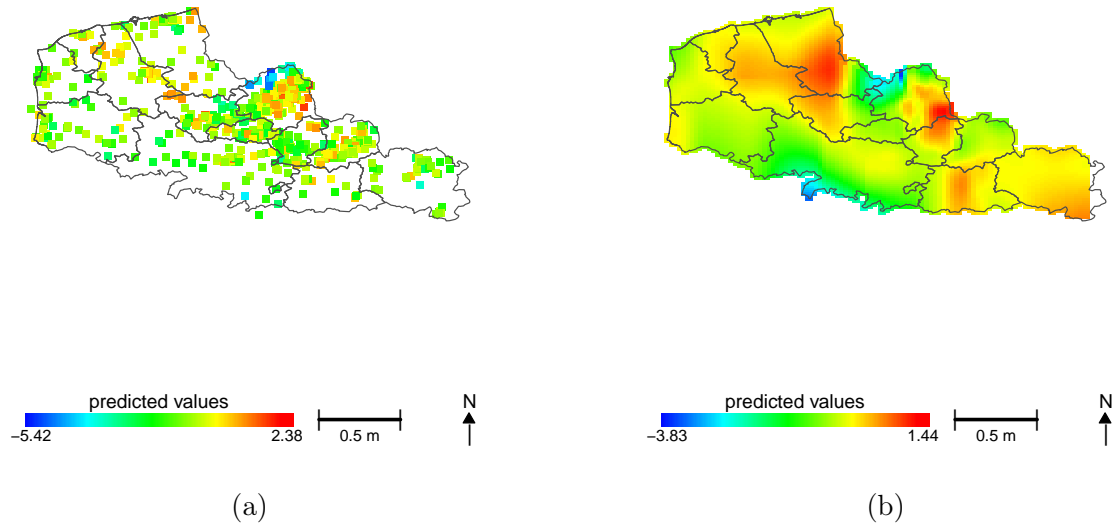 predicted values
−5.42 2.38
0.5 m
N
(a)
predicted values
−3.83 1.44
0.5 m
N
(b)